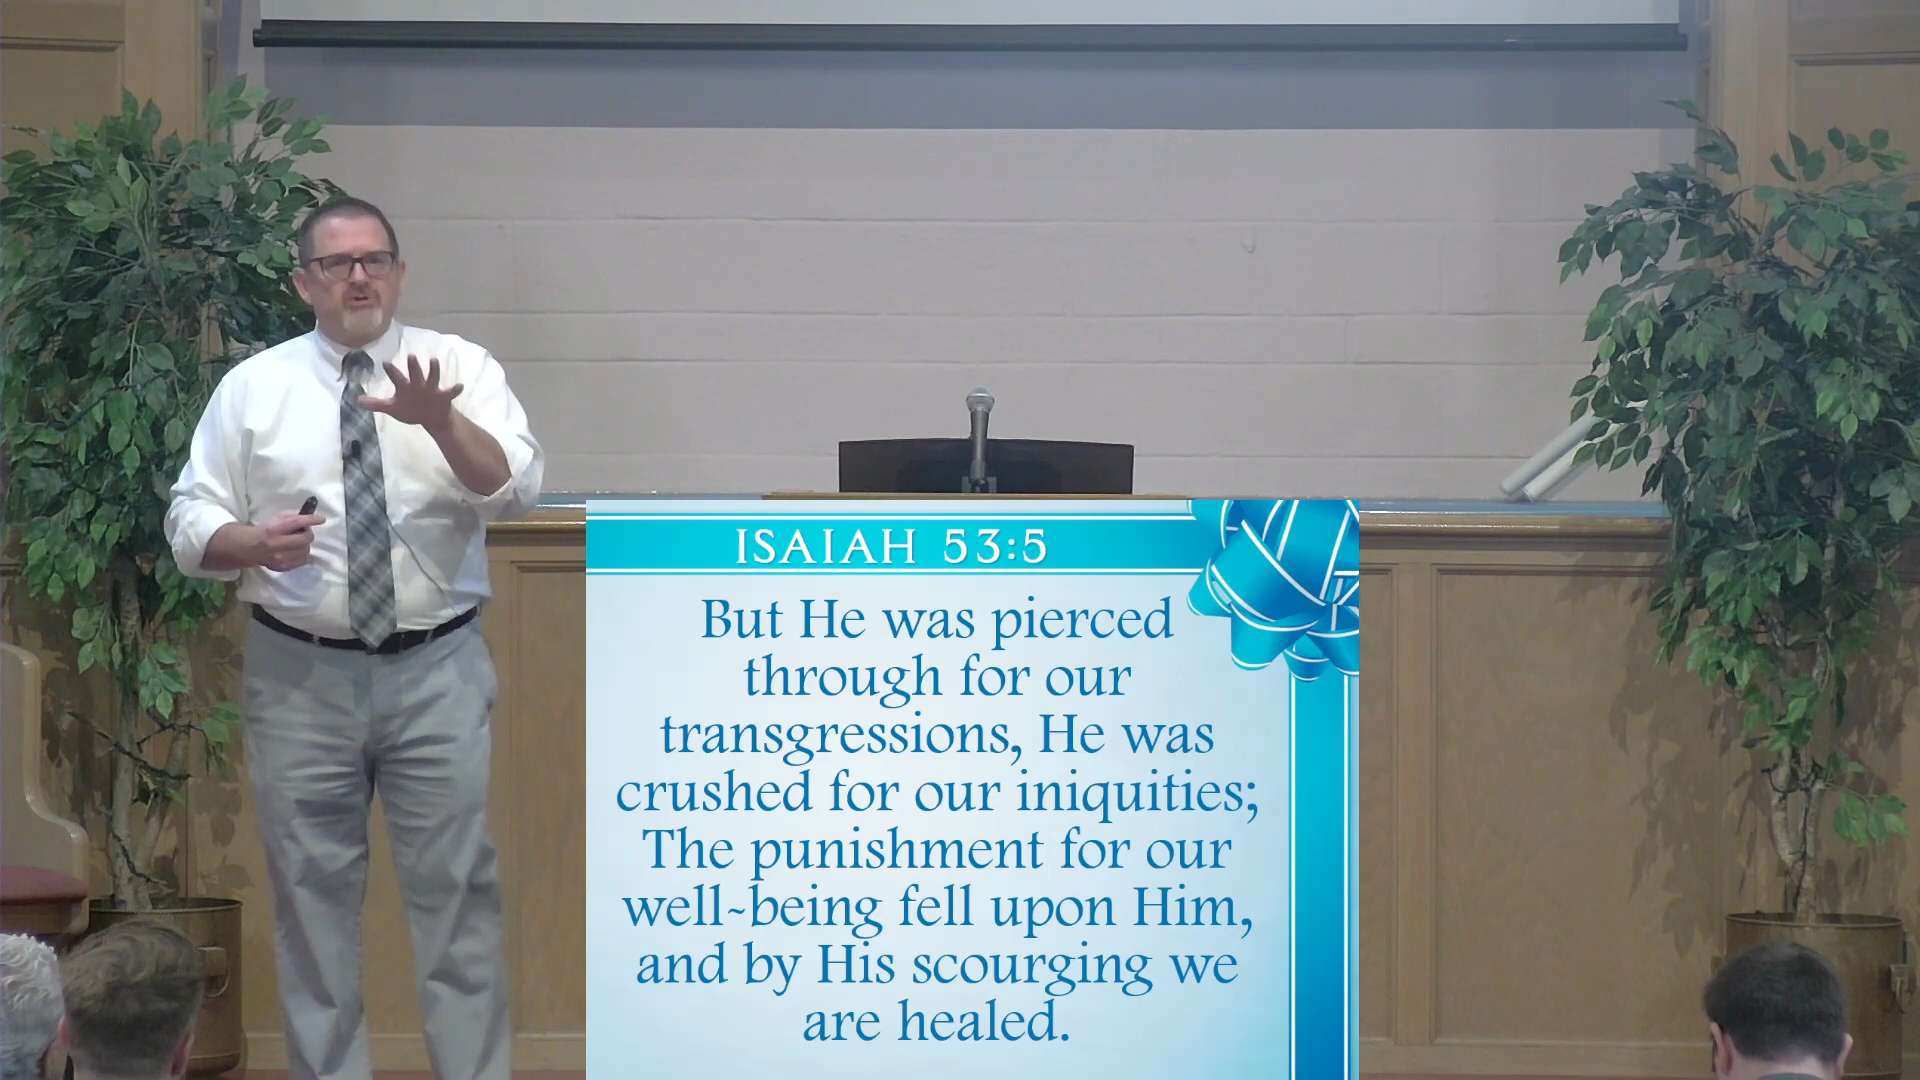 ISAIAH 53:5
But He was pierced
through for our
transgressions, He was
crushed for our iniquities;
The punishment for our
well-being fell upon Him,
and by His scourging we
are healed.